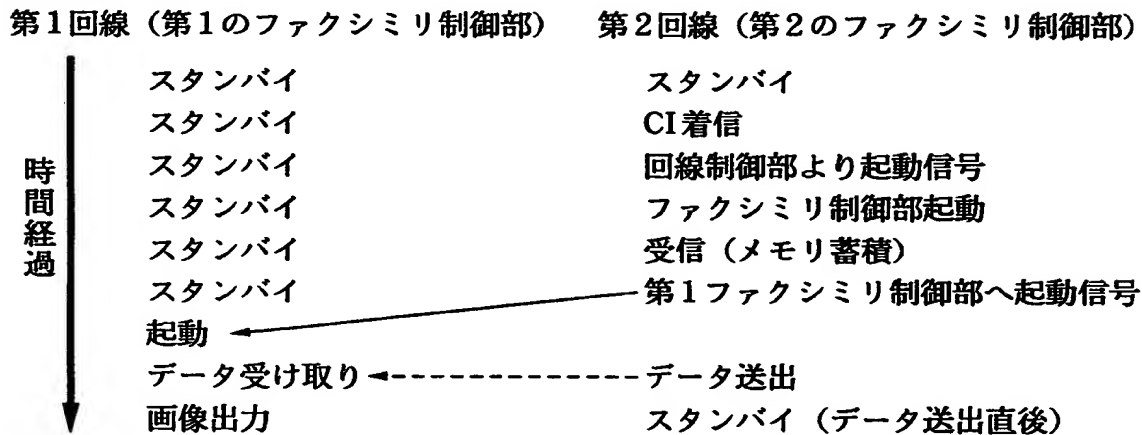 第1回線（第1のファクシミリ制御部）　第2回線（第2のファクシミリ制御部）
スタンバイ　スタンバイ
スタンバイ　CI着信
スタンバイ　回線制御部より起動信号
スタンバイ　ファクシミリ制御部起動
スタンバイ　受信（メモリ蓄積）
スタンバイ　第1ファクシミリ制御部へ起動信号
起動
データ受け取り　データ送出
画像出力　スタンバイ（データ送出直後）
時間経過